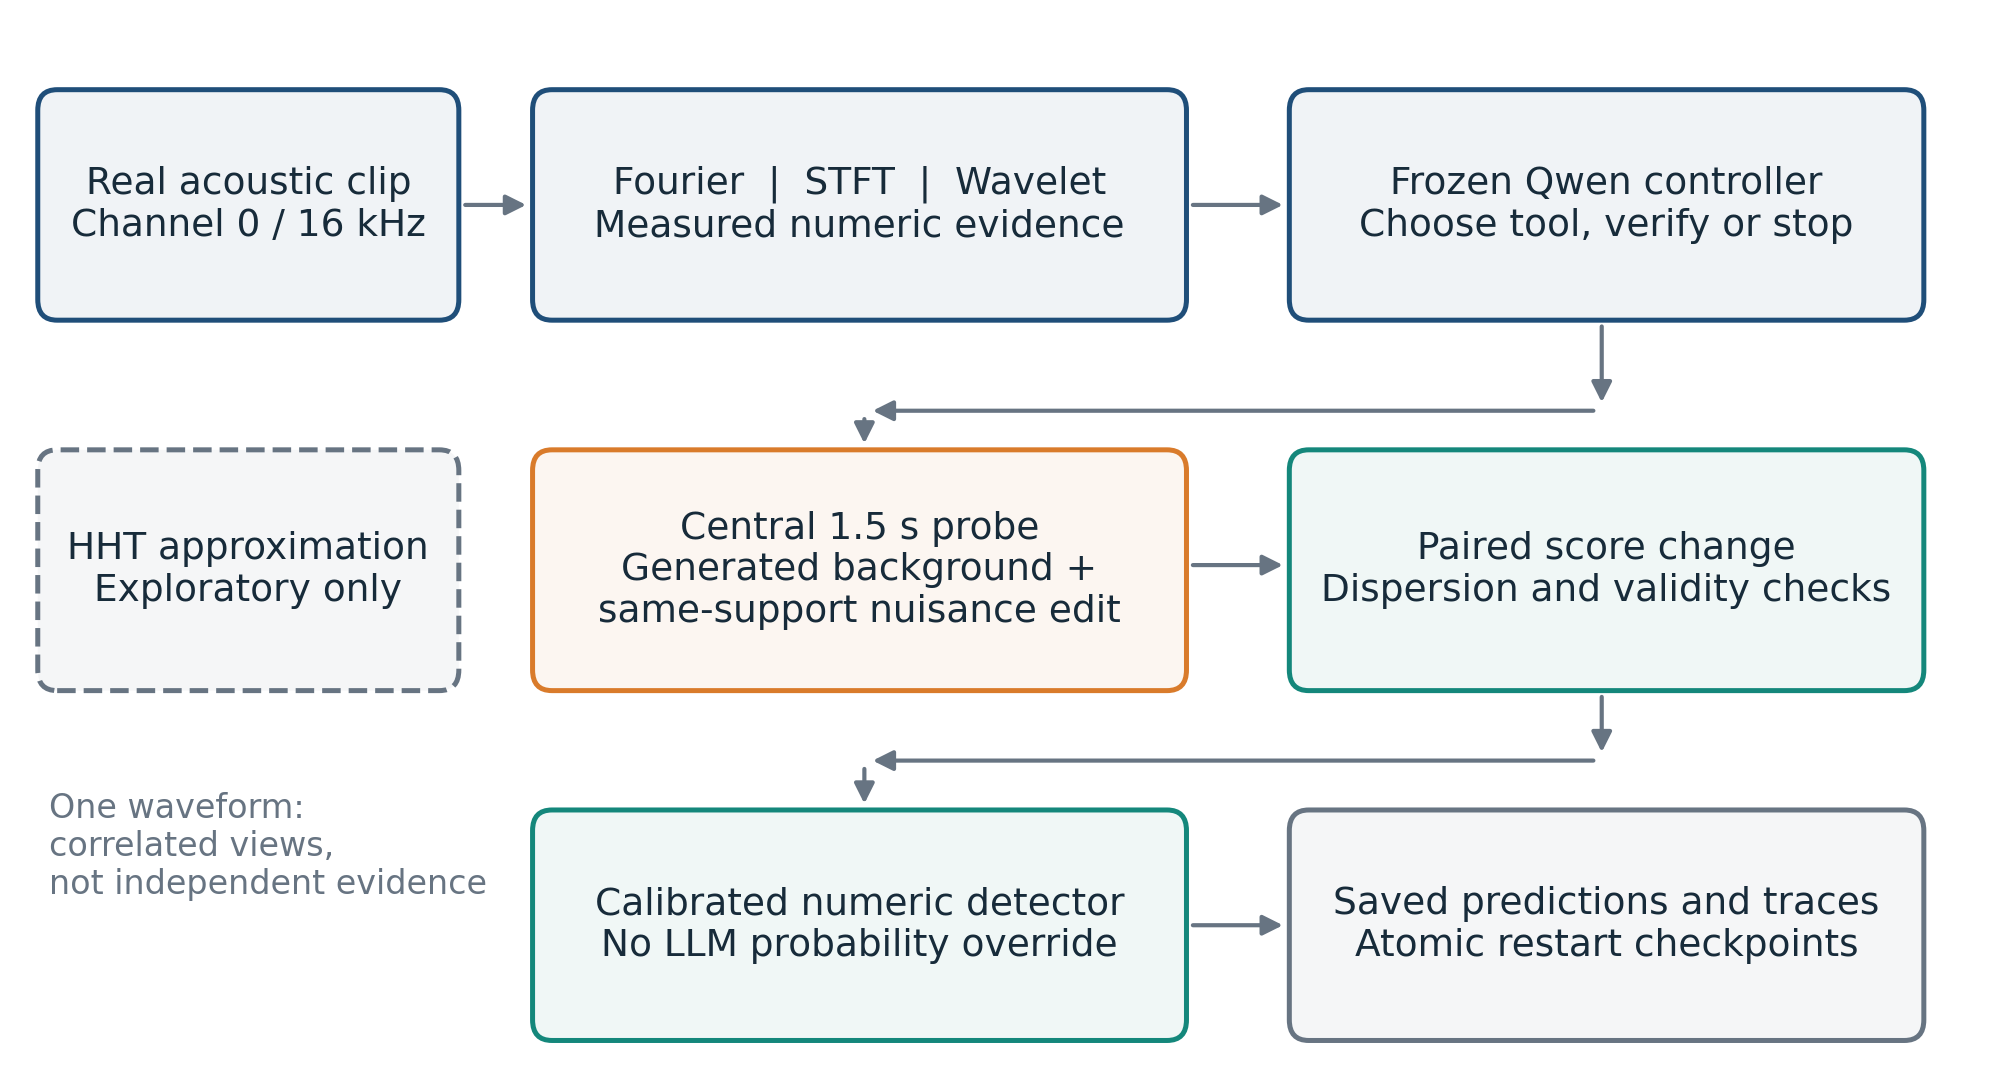 Real acoustic clip
Channel 0 / 16 kHz
Fourier | STFT | Wavelet
Measured numeric evidence
Frozen Qwen controller
Choose tool, verify or stop
HHT approximation
Exploratory only
Central 1.5 s probe
Generated background +
same-support nuisance edit
Paired score change
Dispersion and validity checks
One waveform:
correlated views,
not independent evidence
Calibrated numeric detector
No LLM probability override
Saved predictions and traces
Atomic restart checkpoints